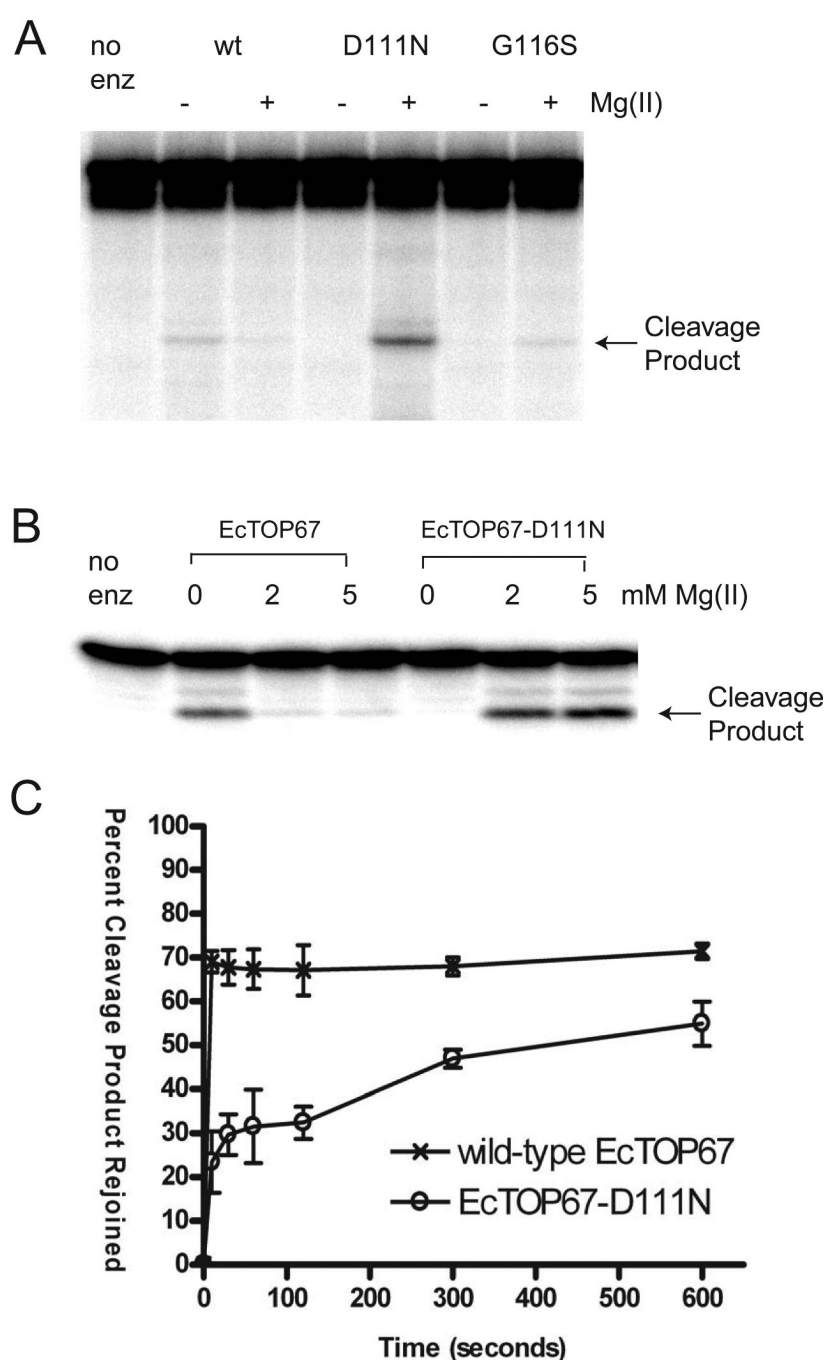 A
no enz
wt
D111N
G116S
- + - + - + Mg(II)
Cleavage
Product
B
EcTOP67
EcTOP67-D111N
no
enz
0 2 5 0 2 5 mM Mg(II)
Cleavage
Product
C
Percent Cleavage Product Rejoined
100
90
80
70
60
50
40
30
20
10
0
wild-type EcTOP67
EcTOP67-D111N
0 100 200 300 400 500 600
Time (seconds)